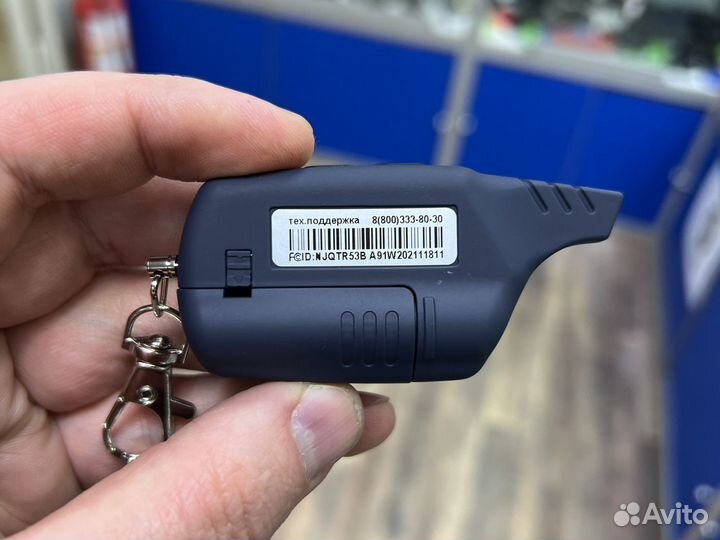 тех.поддержка 8(800)333-80-30
FCID:NJQTR53B A91W202111811
Avito